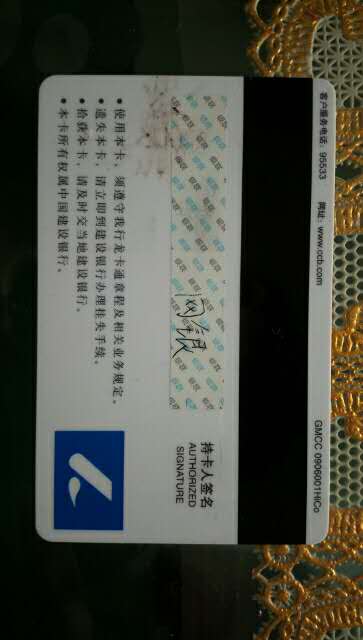 客户服务电话：95533 网址：www.ccb.com GMCC 0906001HiCo
网银
持卡人签名
AUTHORIZED
SIGNATURE
● 使用本卡，须遵守我行龙卡通章程及相关业务规定。
● 遗失本卡，请立即到建设银行办理挂失手续。
● 拾获本卡，请及时交当地建设银行。
● 本卡所有权属中国建设银行。